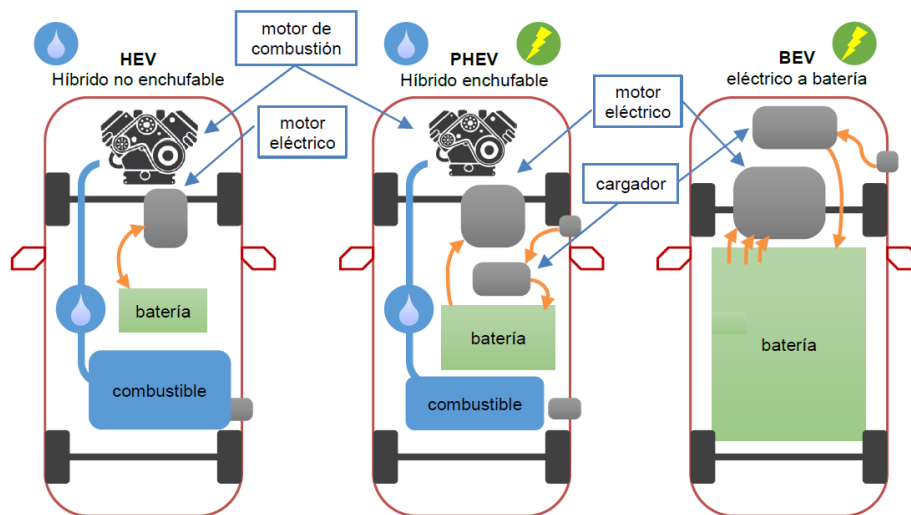 HEV
Híbrido no enchufable
motor de
combustión
PHEV
Híbrido enchufable
BEV
eléctrico a batería
motor
eléctrico
motor
eléctrico
cargador
batería
combustible
batería
combustible
batería